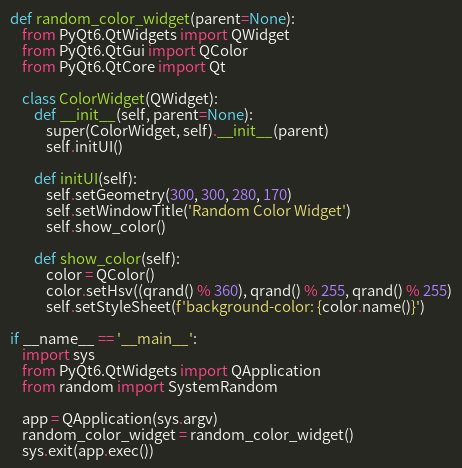 def random_color_widget(parent=None):
from PyQt6.QtWidgets import QWidget
from PyQt6.QtGui import QColor
from PyQt6.QtCore import Qt
class ColorWidget(QWidget):
def __init__(self, parent=None):
super(ColorWidget, self).__init__(parent)
self.initUI()
def initUI(self):
self.setGeometry(300, 300, 280, 170)
self.setWindowTitle('Random Color Widget')
self.show_color()
def show_color(self):
color = QColor()
color.setHsv((qrand() % 360), qrand() % 255, qrand() % 255)
self.setStyleSheet(f'background-color: {color.name()}')
if __name__ == '__main__':
import sys
from PyQt6.QtWidgets import QApplication
from random import SystemRandom
app = QApplication(sys.argv)
random_color_widget = random_color_widget()
sys.exit(app.exec())